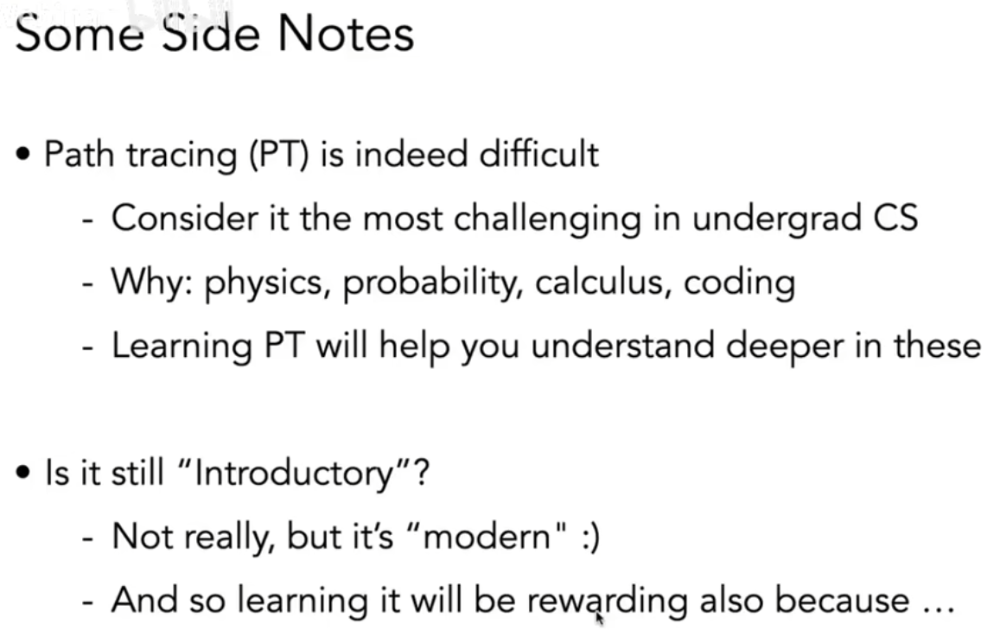 Some Side Notes
• Path tracing (PT) is indeed difficult
- Consider it the most challenging in undergrad CS
- Why: physics, probability, calculus, coding
- Learning PT will help you understand deeper in these
• Is it still “Introductory”?
- Not really, but it’s “modern" :)
- And so learning it will be rewarding also because …